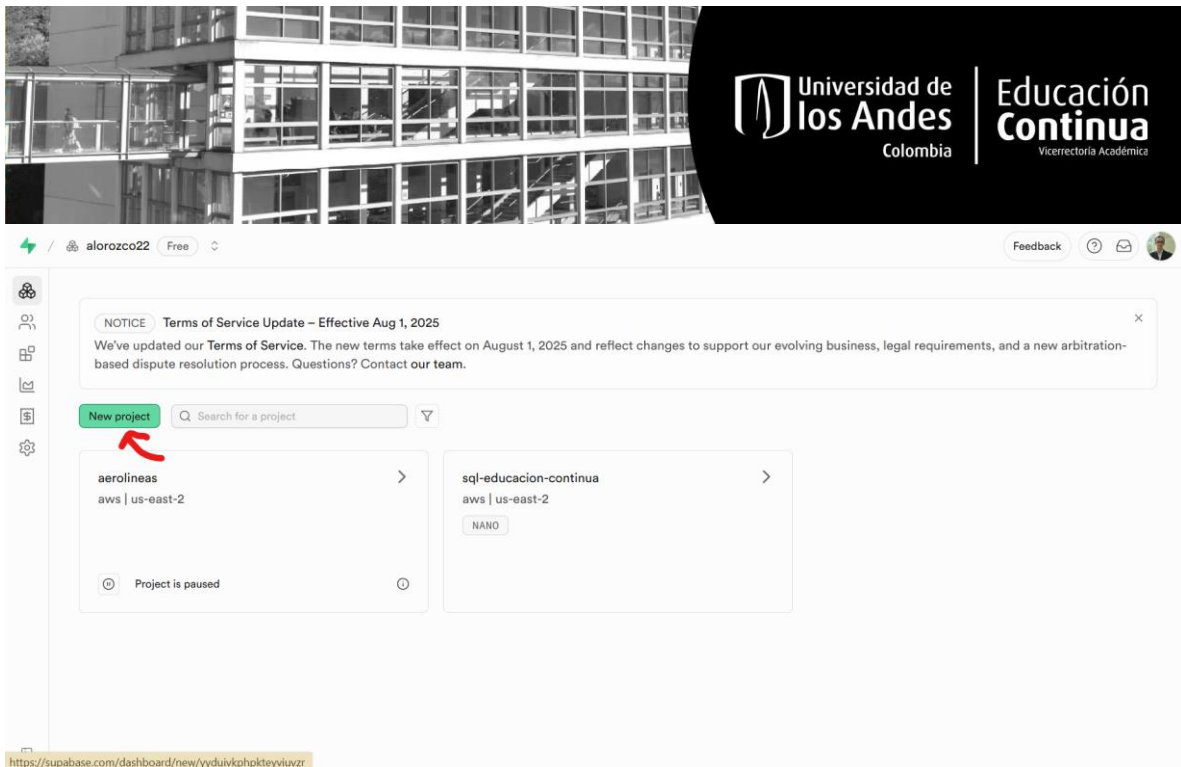 Universidad de
los Andes
Colombia
Educación
Continua
Vicerrectoría Académica
/ alorozco22 Free
Feedback
NOTICE Terms of Service Update – Effective Aug 1, 2025
We've updated our Terms of Service. The new terms take effect on August 1, 2025 and reflect changes to support our evolving business, legal requirements, and a new arbitration-
based dispute resolution process. Questions? Contact our team.
New project Search for a project
aerolineas
aws | us-east-2
Project is paused
sql-educacion-continua
aws | us-east-2
NANO
https://supabase.com/dashboard/new/yyduivkphpkteyviuvzr